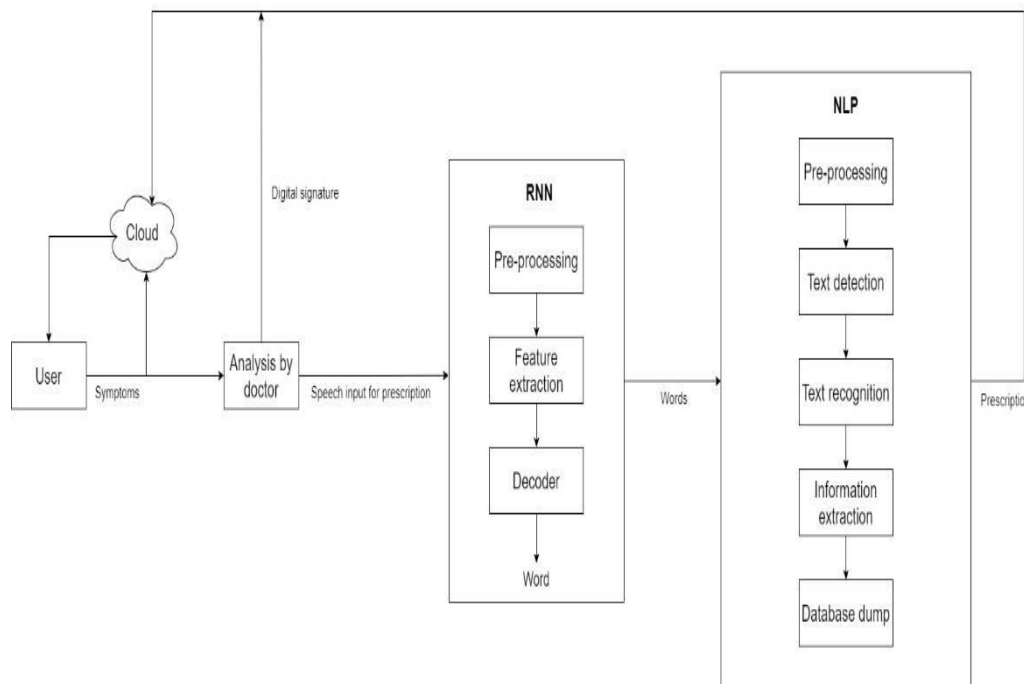 NLP
RNN
Pre-processing
Digital signature
Cloud
Pre-processing
Text detection
User
Symptoms
Analysis by
doctor
Speech input for prescription
Feature
extraction
Words
Text recognition
Prescriptio
Decoder
Information
extraction
Word
Database dump